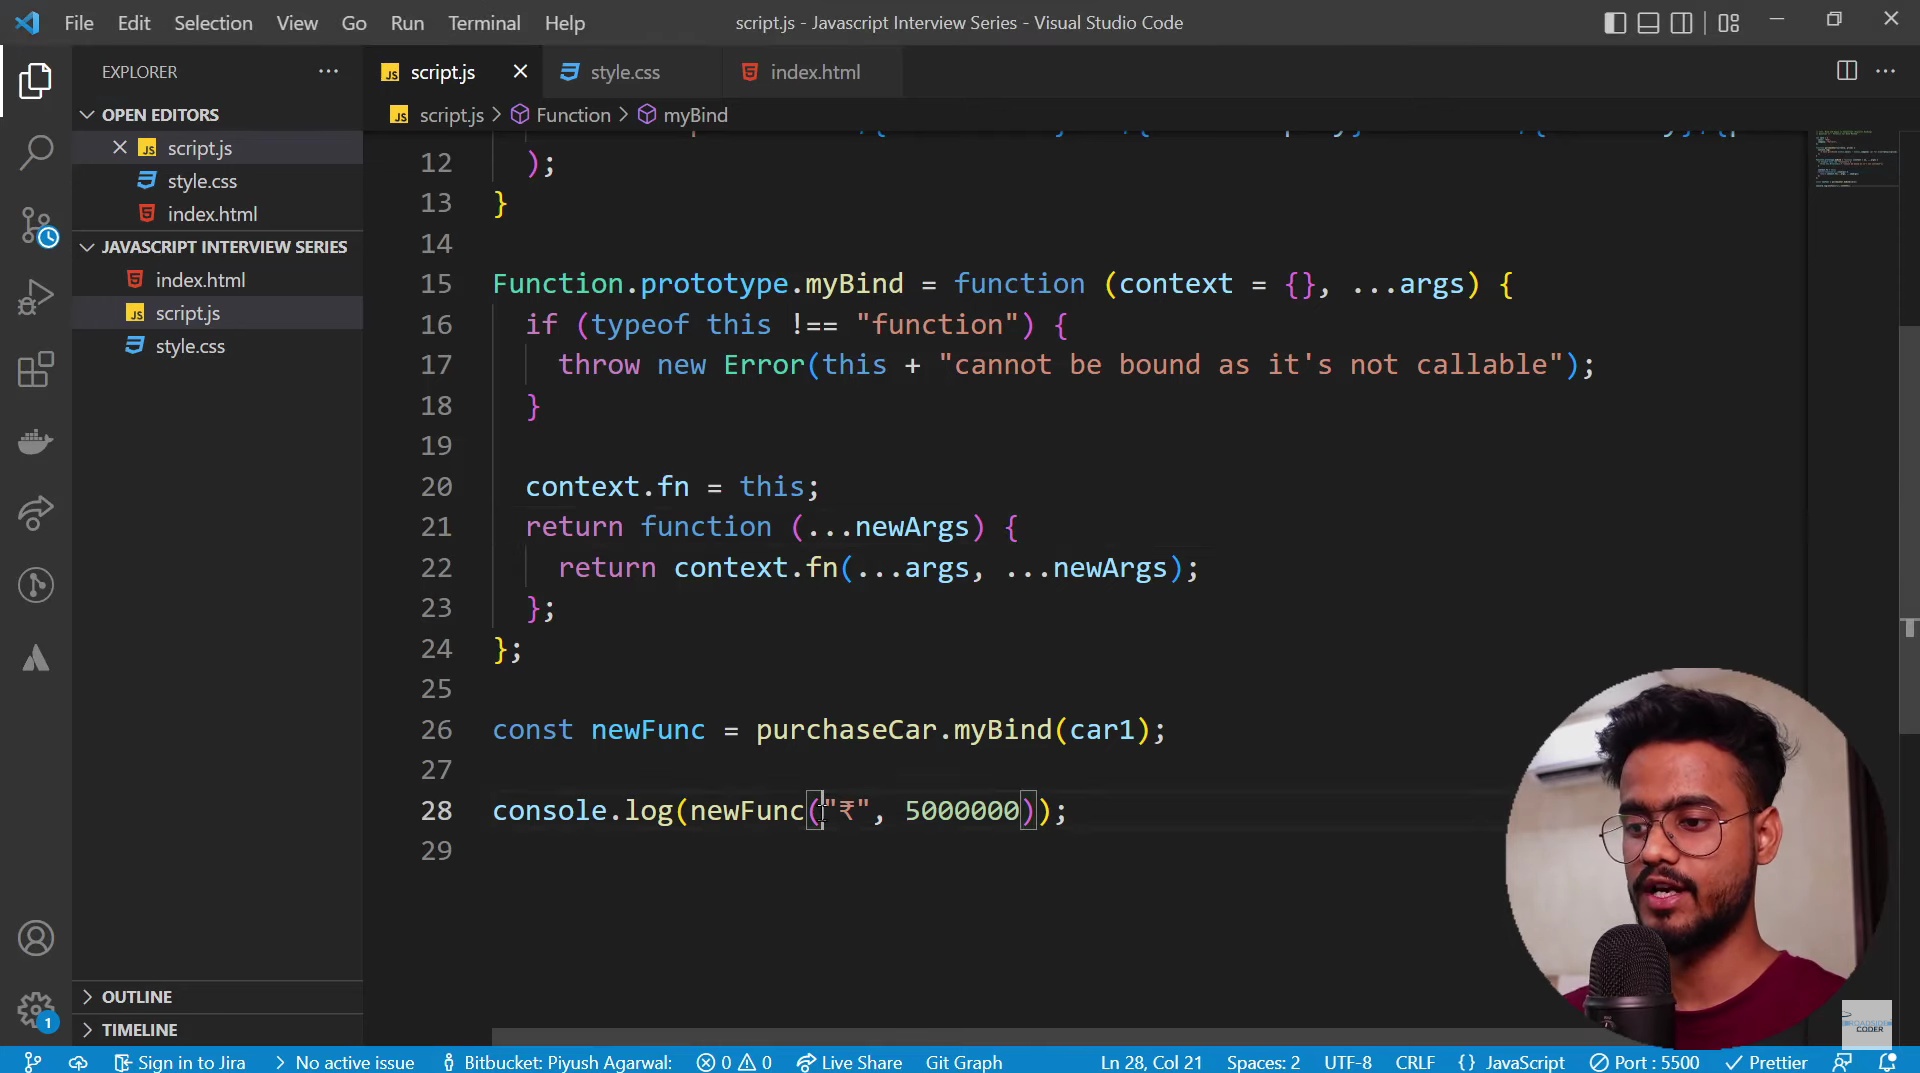 File Edit Selection View Go Run Terminal Help
script.js - Javascript Interview Series - Visual Studio Code
EXPLORER
OPEN EDITORS
script.js
style.css
index.html
JAVASCRIPT INTERVIEW SERIES
index.html
script.js
style.css
OUTLINE
TIMELINE
script.js
style.css
index.html
script.js > Function > myBind
12 );
13 }
14
15 Function.prototype.myBind = function (context = {}, ...args) {
16 if (typeof this !== "function") {
17 throw new Error(this + "cannot be bound as it's not callable");
18 }
19
20 context.fn = this;
21 return function (...newArgs) {
22 return context.fn(...args, ...newArgs);
23 };
24 };
25
26 const newFunc = purchaseCar.myBind(car1);
27
28 console.log(newFunc("₹", 5000000));
29
1
ROADSIDE
CODER
Sign in to Jira No active issue Bitbucket: Piyush Agarwal: 0 0 Live Share Git Graph Ln 28, Col 21 Spaces: 2 UTF-8 CRLF {} JavaScript Port : 5500 Prettier